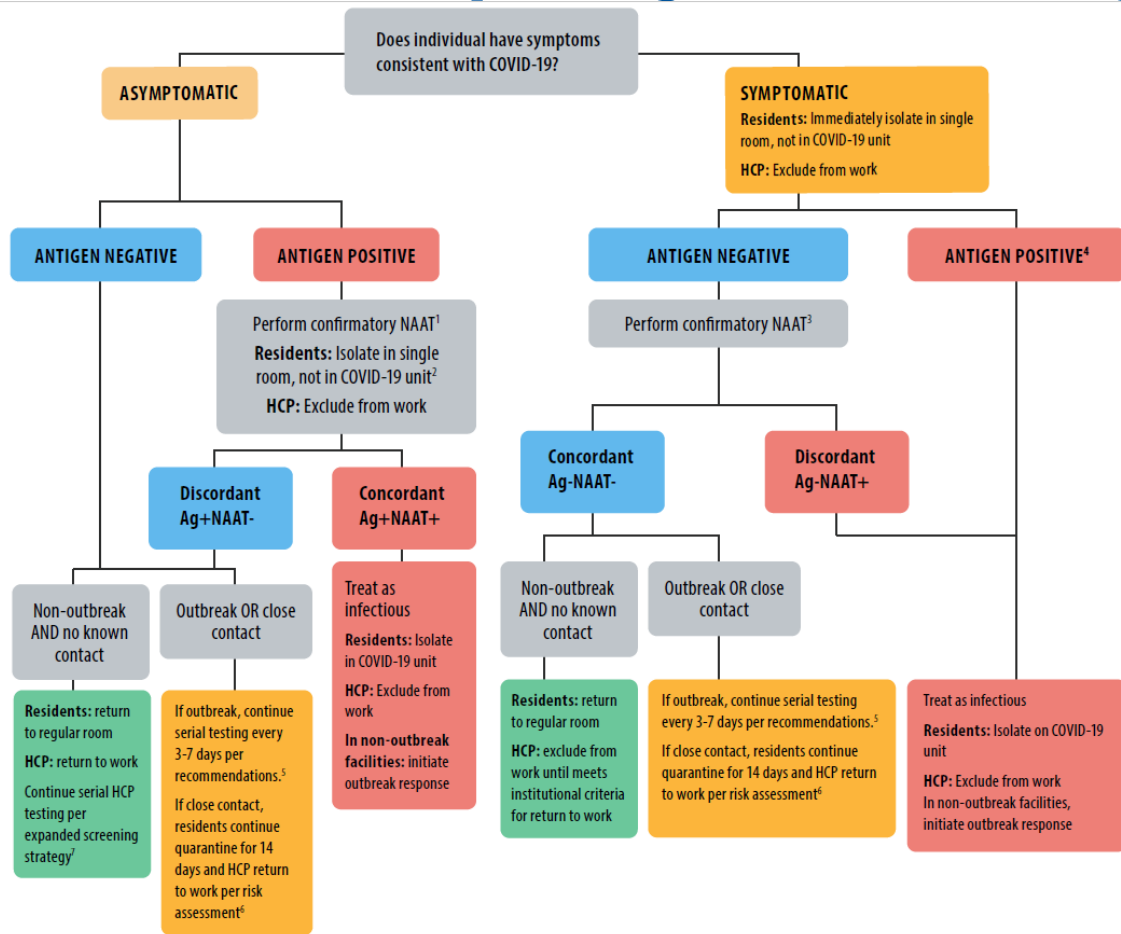 Does individual have symptoms
consistent with COVID-19?
ASYMPTOMATIC
SYMPTOMATIC
Residents: Immediately isolate in single
room, not in COVID-19 unit
HCP: Exclude from work
ANTIGEN NEGATIVE
ANTIGEN POSITIVE
ANTIGEN NEGATIVE
ANTIGEN POSITIVE⁴
Perform confirmatory NAAT¹
Residents: Isolate in single
room, not in COVID-19 unit²
HCP: Exclude from work
Perform confirmatory NAAT³
Discordant
Ag+NAAT-
Concordant
Ag+NAAT+
Concordant
Ag-NAAT-
Discordant
Ag-NAAT+
Non-outbreak
AND no known
contact
Outbreak OR close
contact
Treat as
infectious
Residents: Isolate
in COVID-19 unit
HCP: Exclude from
work
In non-outbreak
facilities: initiate
outbreak response
Non-outbreak
AND no known
contact
Outbreak OR close
contact
Residents: return
to regular room
HCP: return to work
Continue serial HCP
testing per
expanded screening
strategy⁷
If outbreak, continue
serial testing every
3-7 days per
recommendations.⁵
If close contact,
residents continue
quarantine for 14
days and HCP return
to work per risk
assessment⁶
Residents: return
to regular room
HCP: exclude from
work until meets
institutional criteria
for return to work
If outbreak, continue serial testing
every 3-7 days per recommendations.⁵
If close contact, residents continue
quarantine for 14 days and HCP return
to work per risk assessment⁶
Treat as infectious
Residents: Isolate on COVID-19
unit
HCP: Exclude from work
In non-outbreak facilities,
initiate outbreak response